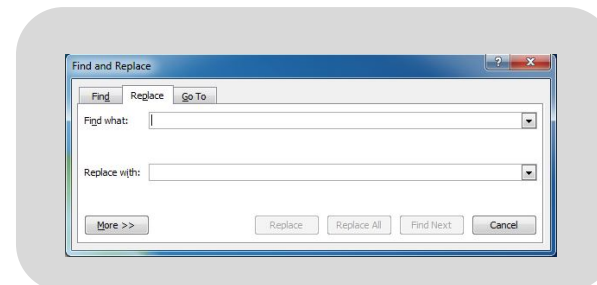 Find and Replace
? X
Find Replace Go To
Find what:
Replace with:
More >> Replace Replace All Find Next Cancel